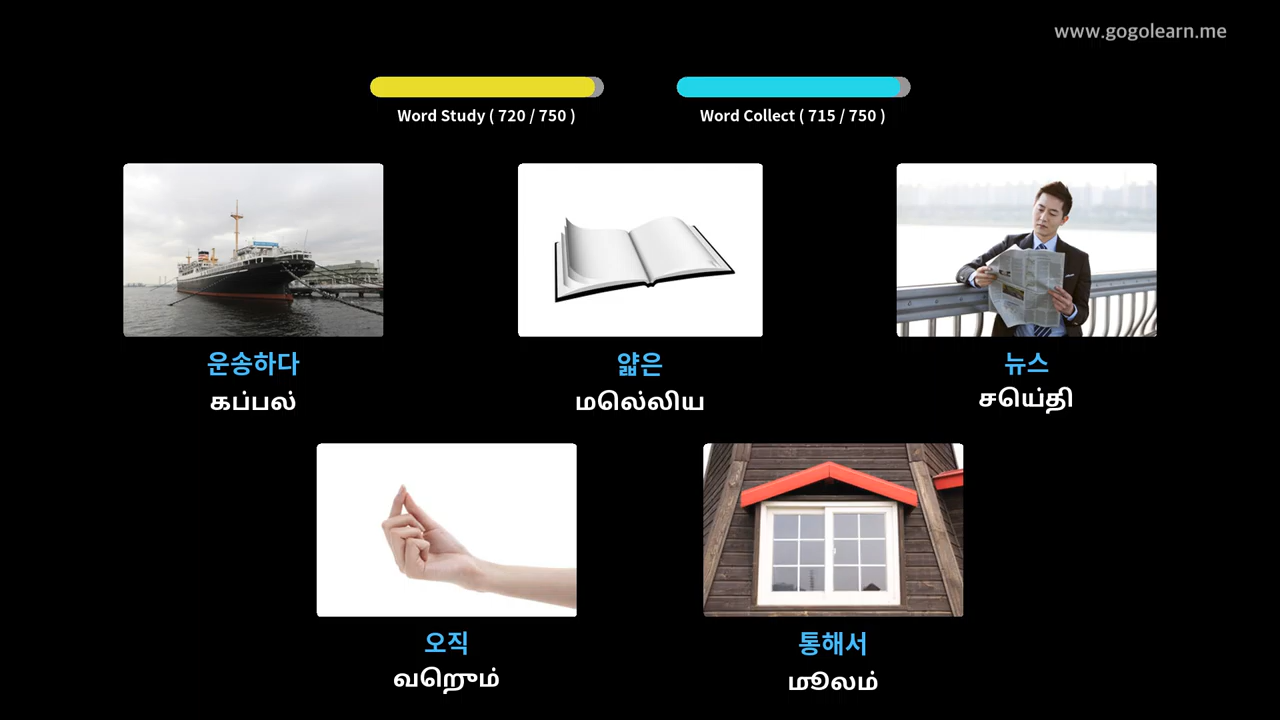 www.gogolearn.me
Word Study ( 720 / 750 )
Word Collect ( 715 / 750 )
운송하다
கப்பல்
얇은
மெல்லிய
뉴스
செய்தி
오직
வெறும்
통해서
மூலம்